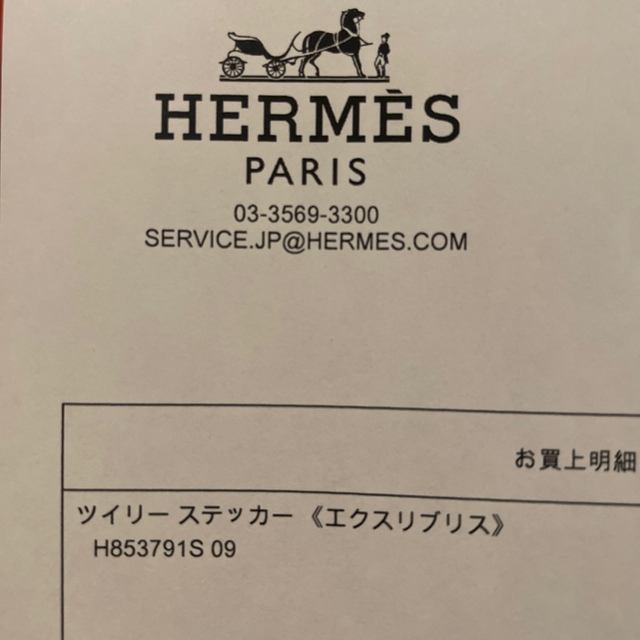 HERMÈS
PARIS
03-3569-3300
SERVICE.JP@HERMES.COM
お買上明細
ツイリー ステッカー 《エクスリブリス》
H853791S 09